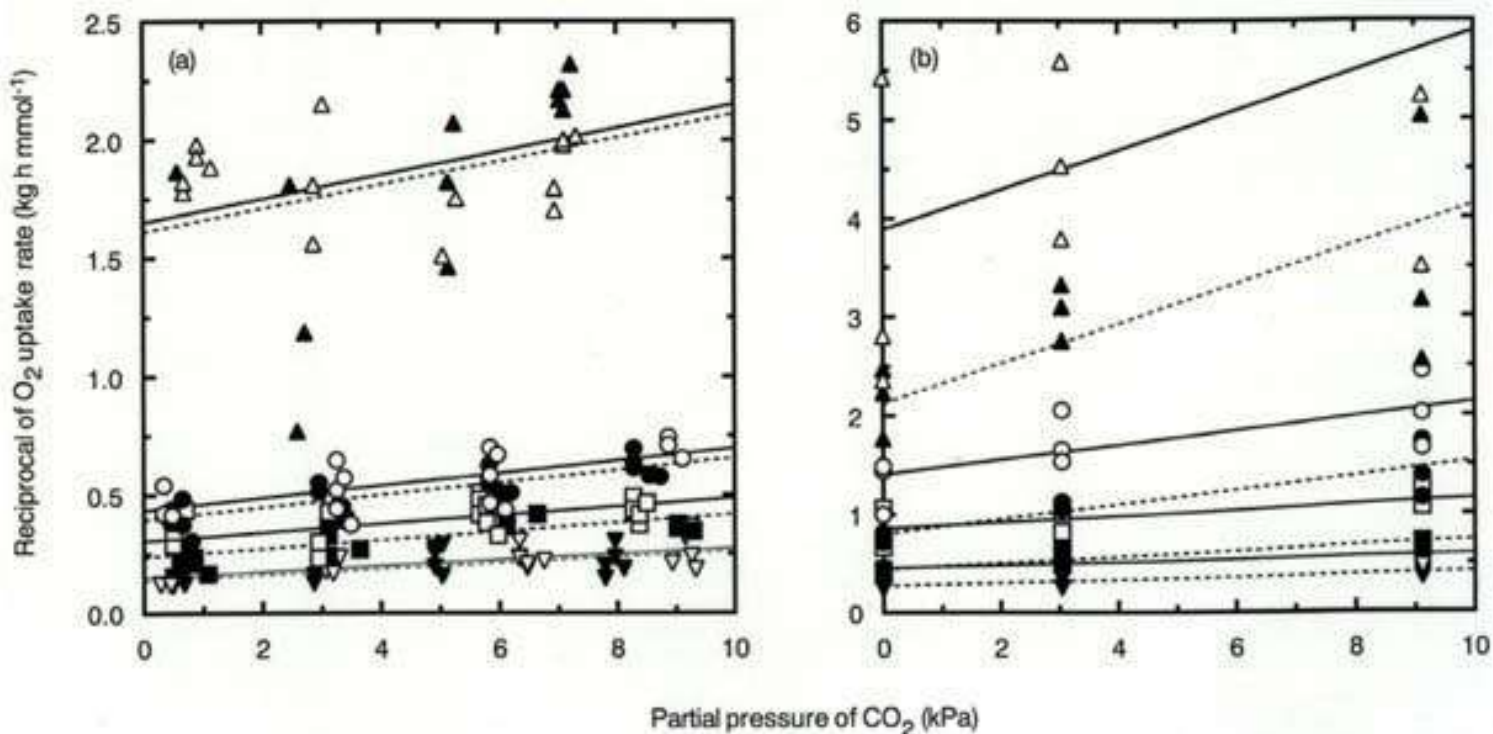 Reciprocal of O₂ uptake rate (kg h mmol⁻¹)
(a)
2.5
2.0
1.5
1.0
0.5
0.0
0 2 4 6 8 10
(b)
6
5
4
3
2
1
0
0 2 4 6 8 10
Partial pressure of CO₂ (kPa)